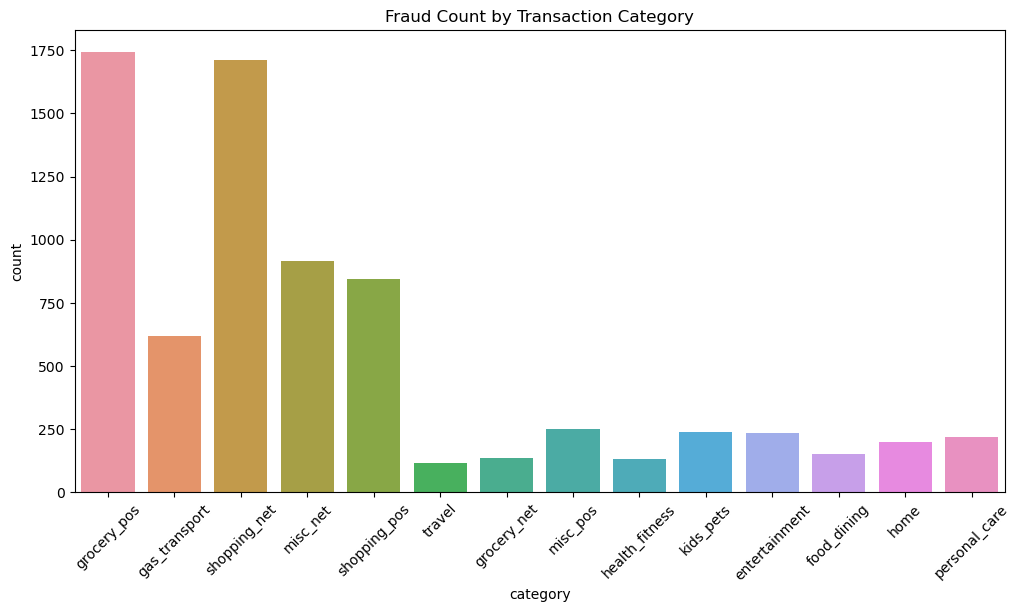 Fraud Count by Transaction Category
count
1750
1500
1250
1000
750
500
250
0
grocery_pos
gas_transport
shopping_net
misc_net
shopping_pos
travel
grocery_net
misc_pos
health_fitness
kids_pets
entertainment
food_dining
home
personal_care
category